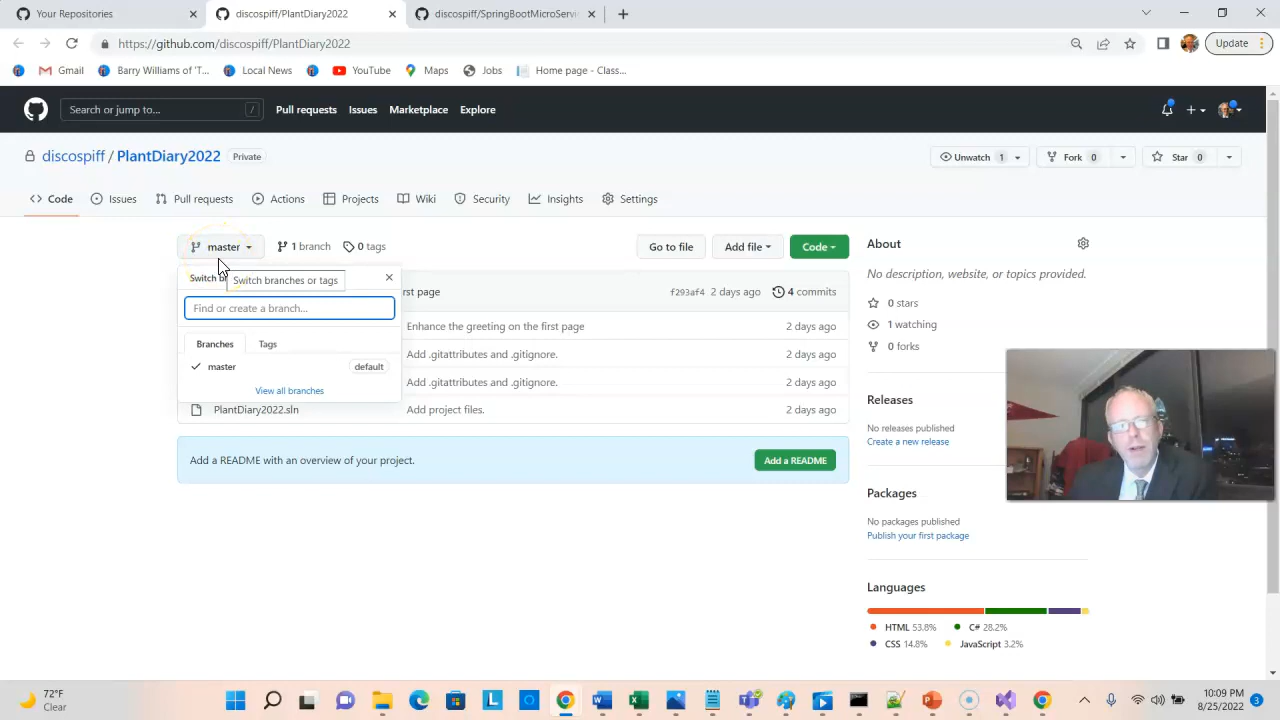 Your Repositories
discospiff/PlantDiary2022
discospiff/SpringBootMicroServi
https://github.com/discospiff/PlantDiary2022
Update
Gmail
Barry Williams of 'T...
Local News
YouTube
Maps
Jobs
Home page - Class...
Search or jump to...
/
Pull requests
Issues
Marketplace
Explore
discospiff / PlantDiary2022
Private
Unwatch 1
Fork 0
Star 0
Code
Issues
Pull requests
Actions
Projects
Wiki
Security
Insights
Settings
master
1 branch
0 tags
Go to file
Add file
Code
Switch branches or tags
Find or create a branch...
Branches
Tags
master
default
View all branches
rst page
f293af4 2 days ago
4 commits
Enhance the greeting on the first page
2 days ago
Add .gitattributes and .gitignore.
2 days ago
Add .gitattributes and .gitignore.
2 days ago
PlantDiary2022.sln
Add project files.
2 days ago
Add a README with an overview of your project.
Add a README
About
No description, website, or topics provided.
0 stars
1 watching
0 forks
Releases
No releases published
Create a new release
Packages
No packages published
Publish your first package
Languages
HTML 53.8%
C# 28.2%
CSS 14.8%
JavaScript 3.2%
72°F
Clear
10:09 PM
8/25/2022
3